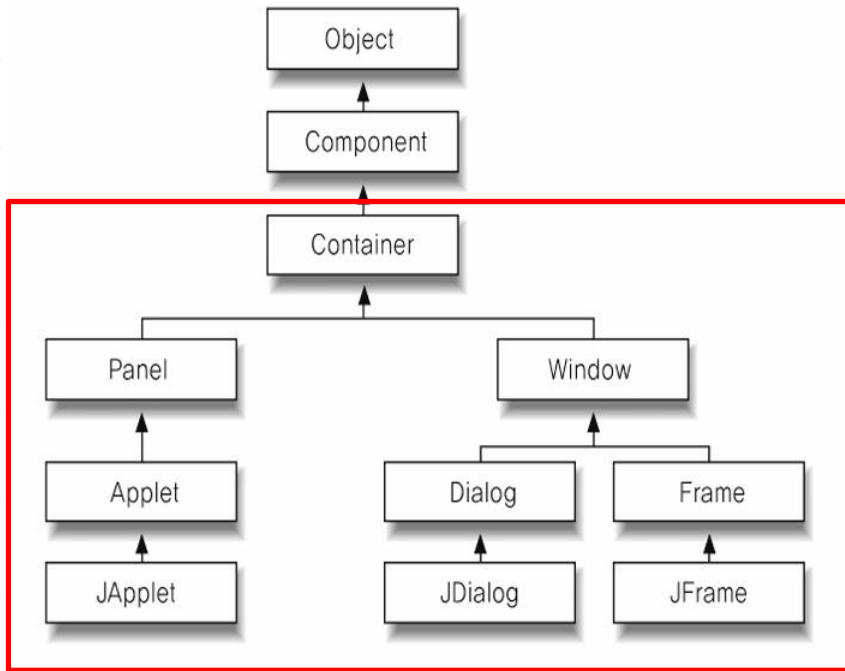 Object
Component
Container
Panel
Window
Applet
Dialog
Frame
JApplet
JDialog
JFrame